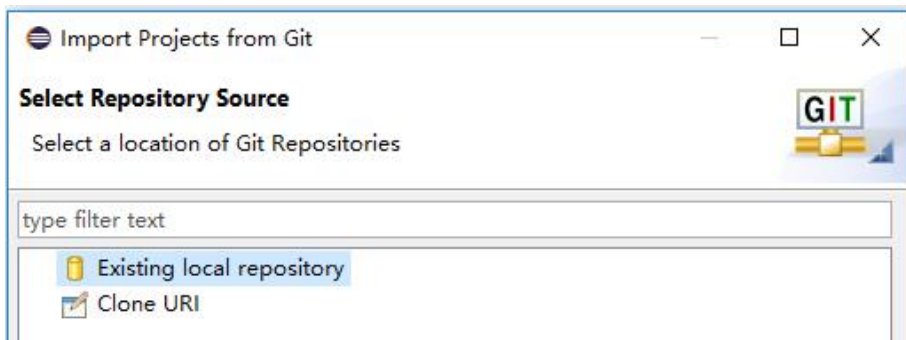 Import Projects from Git
Select Repository Source
Select a location of Git Repositories
GIT
type filter text
Existing local repository
Clone URI